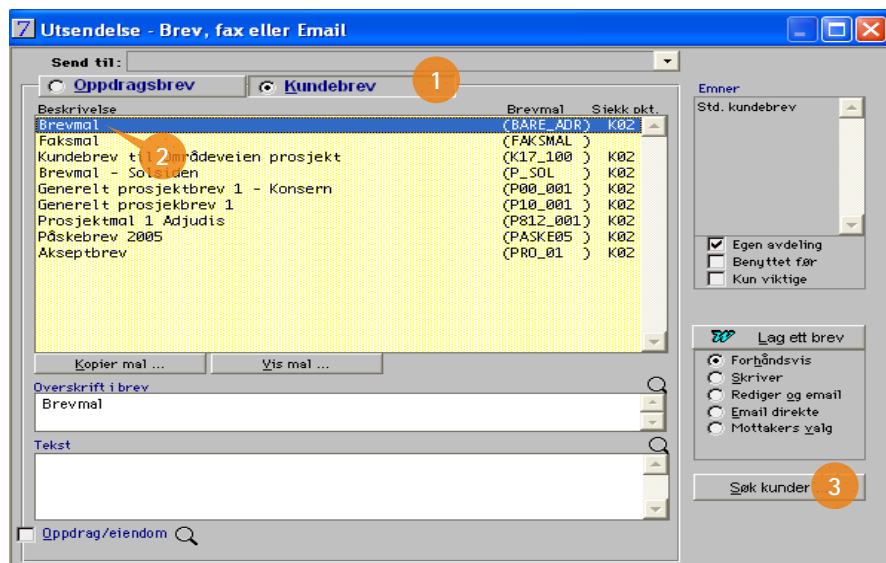 7 Utsendelse - Brev, fax eller Email
Send til:
Oppdragsbrev Kundebrev 1
Emner
Beskrivelse Brevmal Sjekk pkt.
Std. kundebrev
Brevmal (BARE_ADR) K02
Faksmal (FAKSMAL )
2
Kundebrev til Områdeveien prosjekt (K17_100 ) K02
Brevmal - Solsiden (P_SOL ) K02
Generelt prosjektbrev 1 - Konsern (P00_001 ) K02
Generelt prosjekbrev 1 (P10_001 ) K02
Prosjektmal 1 Adjudis (P812_001) K02
Påskebrev 2005 (PASKE05 ) K02
Akseptbrev (PRO_01 ) K02
Egen avdeling
Benyttet før
Kun viktige
Lag ett brev
Kopier mal ... Vis mal ...
Forhåndsvis
Skriver
Rediger og email
Email direkte
Mottakers valg
Overskrift i brev
Brevmal
Tekst
Søk kunder ... 3
Oppdrag/eiendom